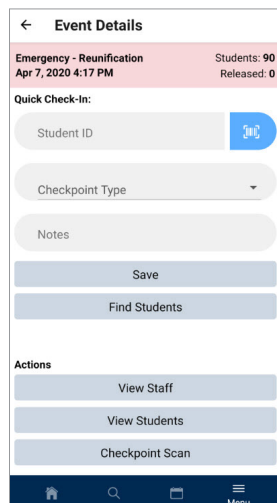 Event Details
Emergency - Reunification Students: 90
Apr 7, 2020 4:17 PM Released: 0
Quick Check-In:
Student ID
Checkpoint Type
Notes
Save
Find Students
Actions
View Staff
View Students
Checkpoint Scan
Menu